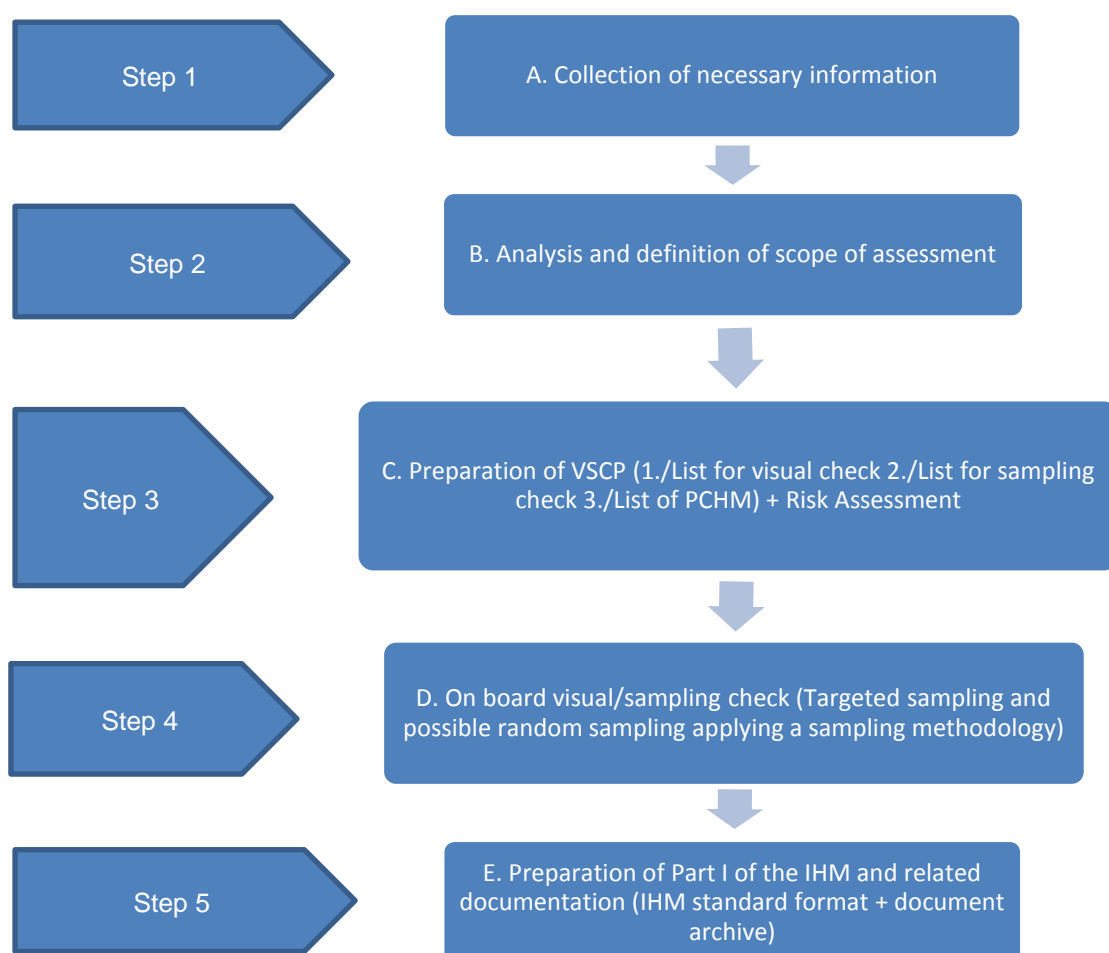 Step 1
A. Collection of necessary information
Step 2
B. Analysis and definition of scope of assessment
Step 3
C. Preparation of VSCP (1./List for visual check 2./List for sampling
check 3./List of PCHM) + Risk Assessment
Step 4
D. On board visual/sampling check (Targeted sampling and
possible random sampling applying a sampling methodology)
Step 5
E. Preparation of Part I of the IHM and related
documentation (IHM standard format + document
archive)